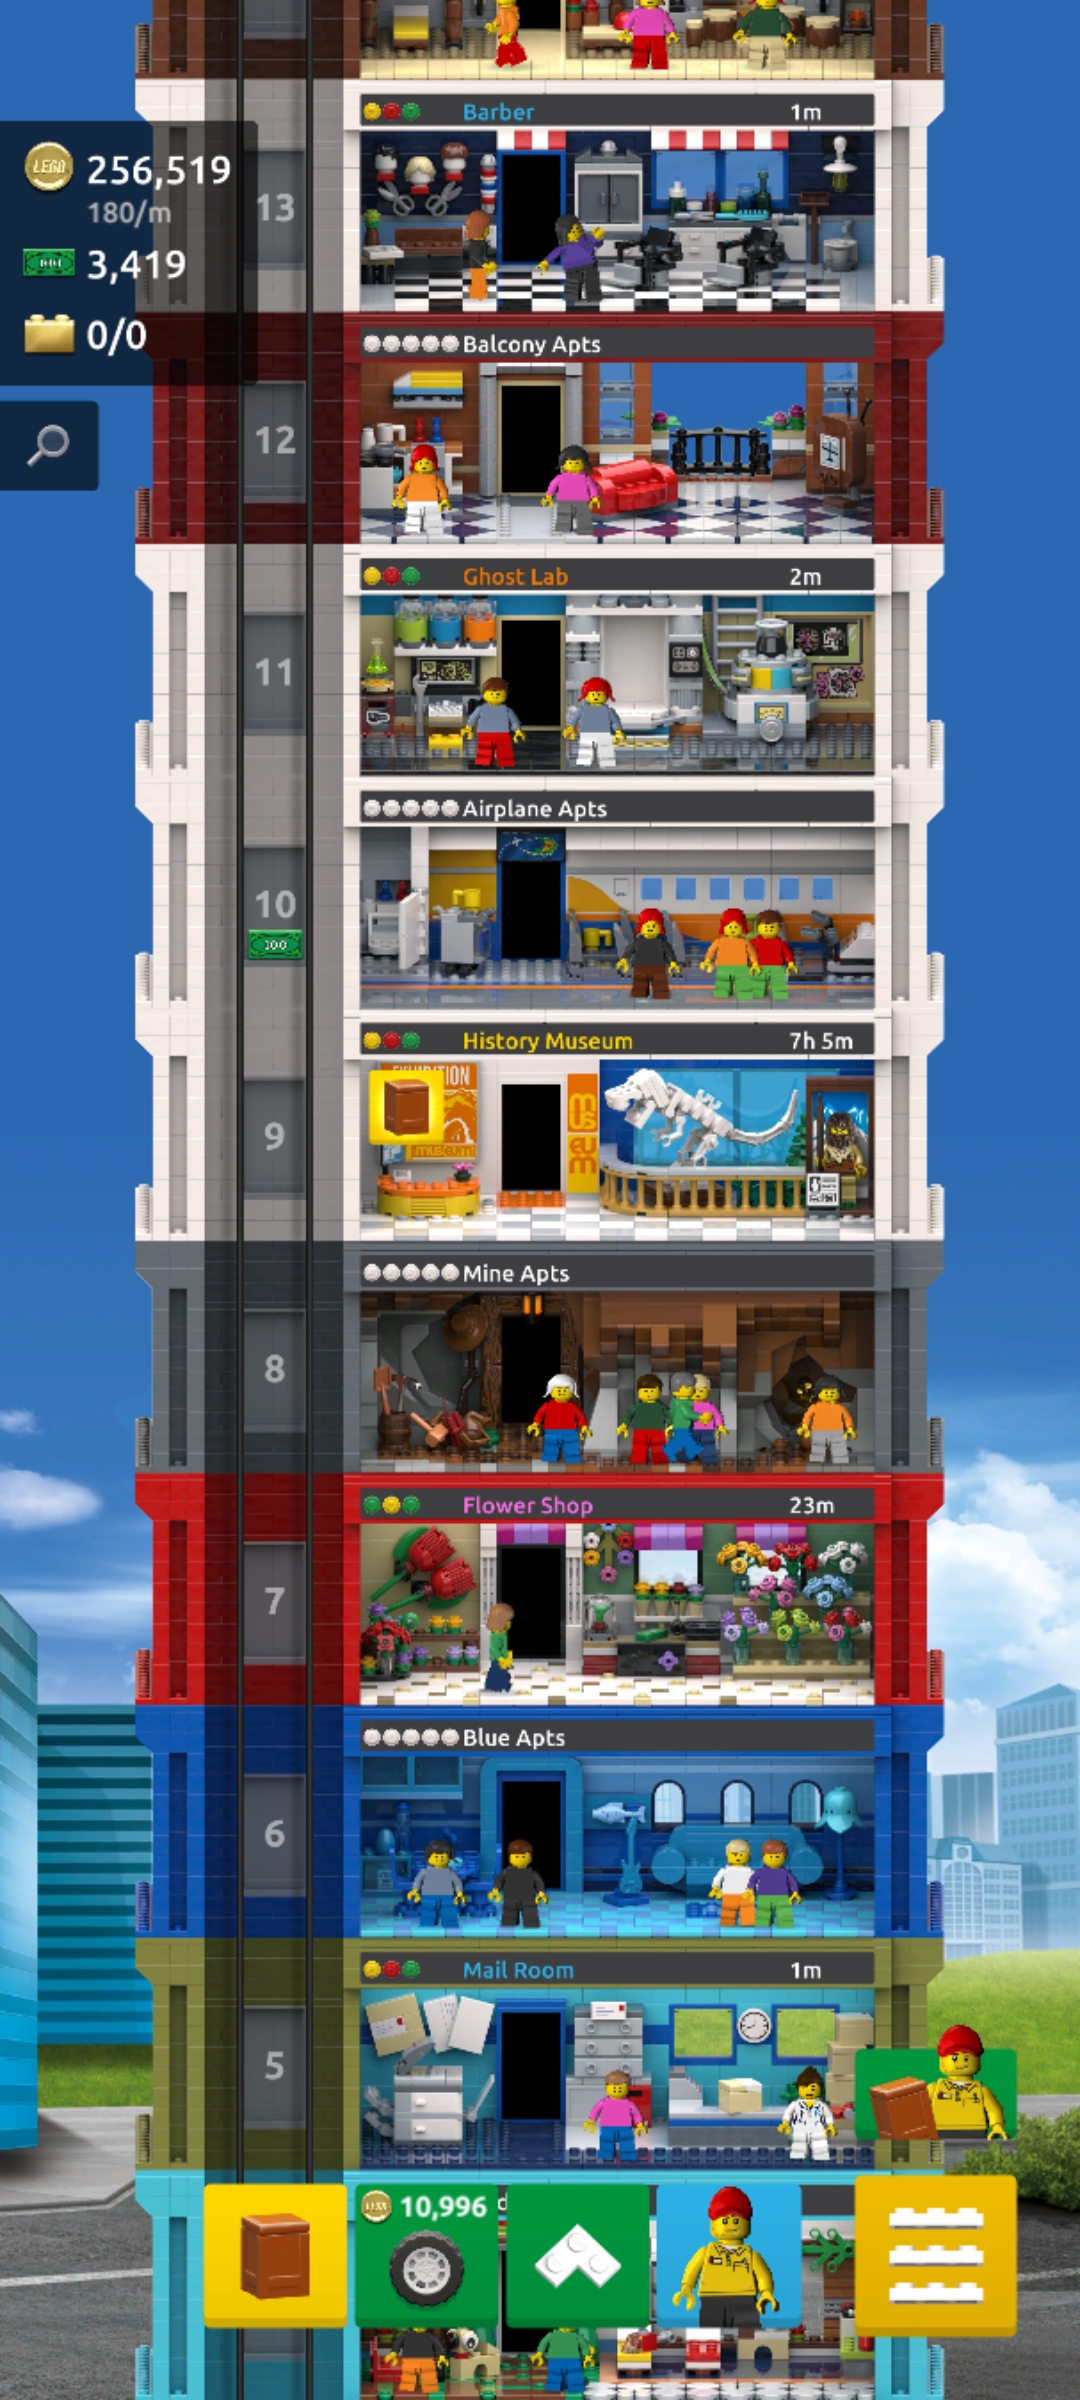 Barber 1m
LEGO 256,519
180/m
13
3,419
0/0
Balcony Apts
12
Ghost Lab 2m
11
Airplane Apts
10
100
History Museum 7h 5m
EXHIBITION
museum
9
Mine Apts
8
Flower Shop 23m
7
Blue Apts
6
Mail Room 1m
5
10,996